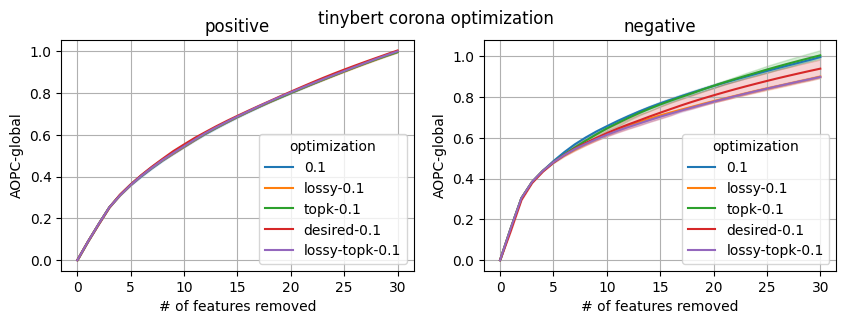 tinybert corona optimization
positive
AOPC-global
1.0
0.8
0.6
0.4
0.2
0.0
0 5 10 15 20 25 30
# of features removed
optimization
0.1
lossy-0.1
topk-0.1
desired-0.1
lossy-topk-0.1
negative
AOPC-global
1.0
0.8
0.6
0.4
0.2
0.0
0 5 10 15 20 25 30
# of features removed
optimization
0.1
lossy-0.1
topk-0.1
desired-0.1
lossy-topk-0.1